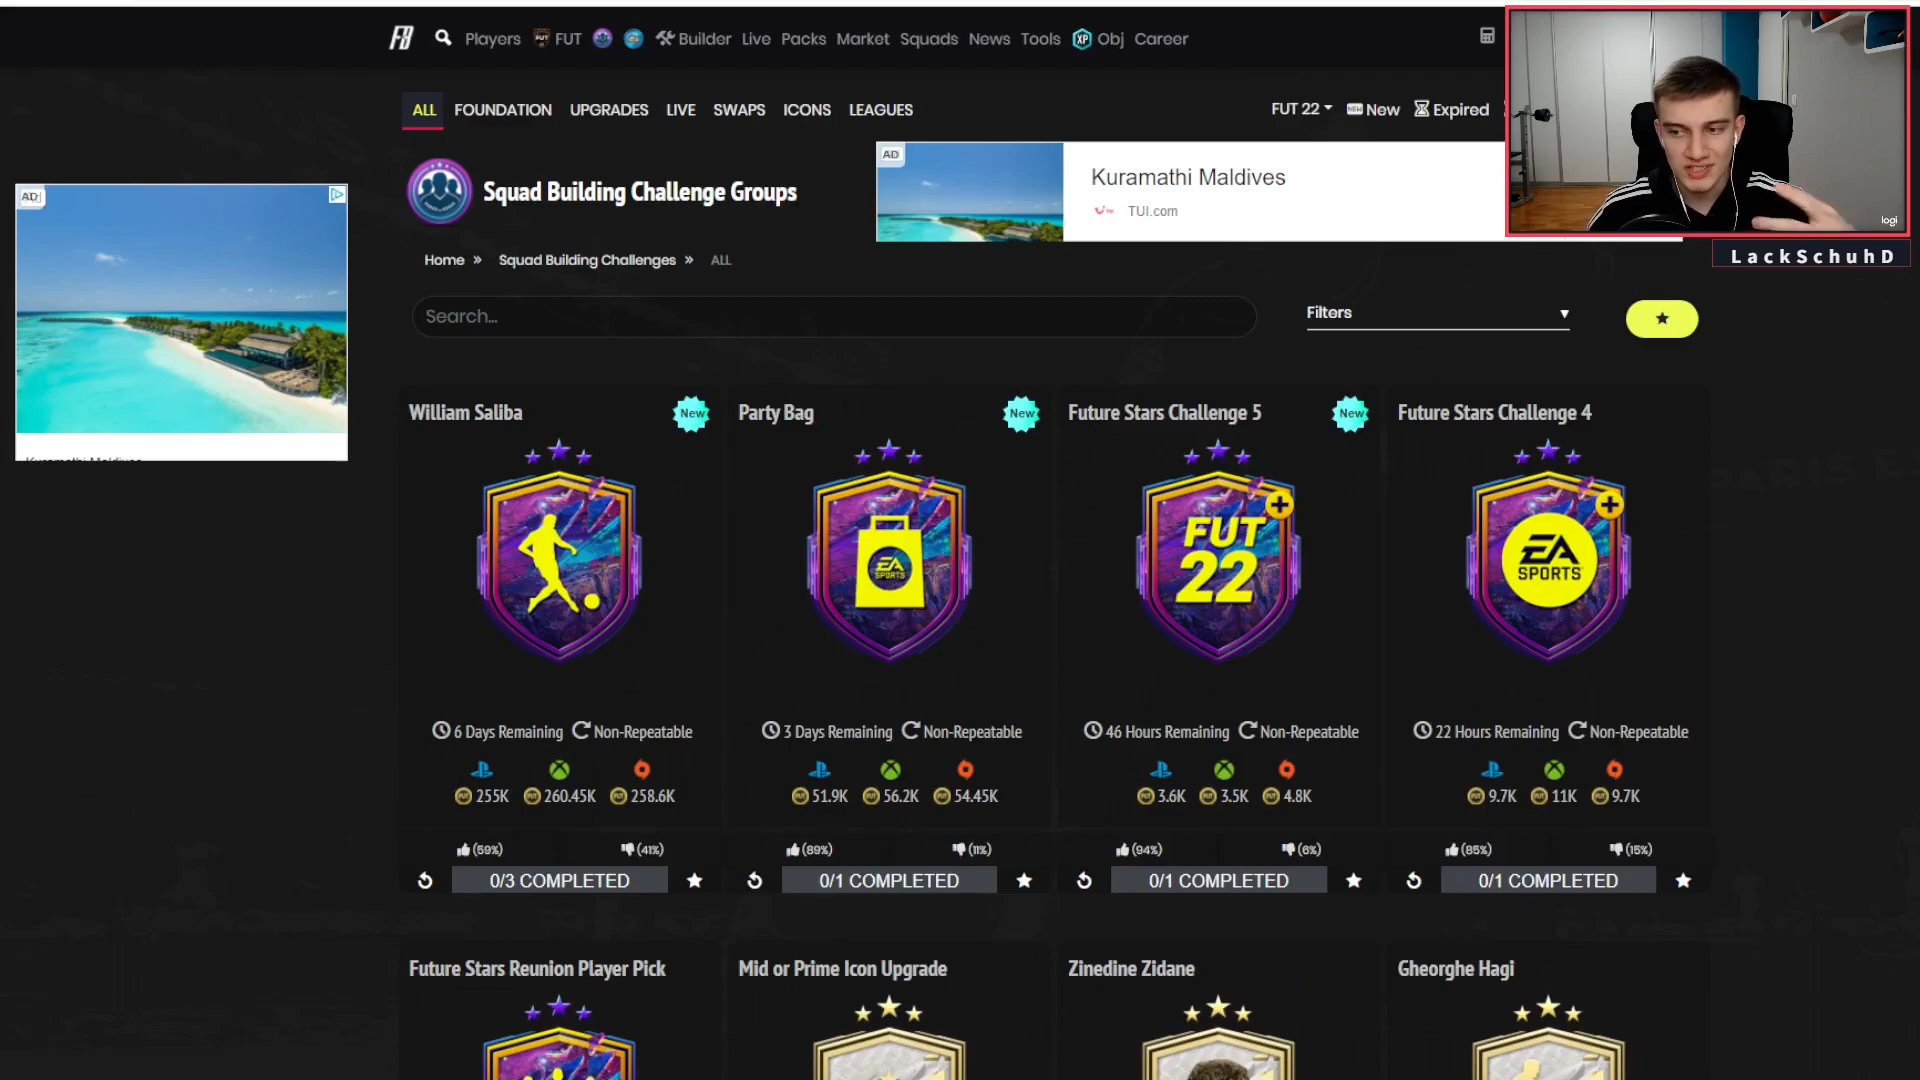 FB Players FUT FUT Builder Live Packs Market Squads News Tools XP Obj Career
ALL FOUNDATION UPGRADES LIVE SWAPS ICONS LEAGUES FUT 22 NEW New Expired
logi
LackSchuhD
AD
Kuramathi Maldives
TUI.com
AD
Squad Building Challenge Groups
Home » Squad Building Challenges » ALL
Search...
Filters
William Saliba New
Party Bag New
Future Stars Challenge 5 New
Future Stars Challenge 4
EA SPORTS
FUT 22
EA SPORTS
6 Days Remaining Non-Repeatable
3 Days Remaining Non-Repeatable
46 Hours Remaining Non-Repeatable
22 Hours Remaining Non-Repeatable
255K 260.45K 258.6K
51.9K 56.2K 54.45K
3.6K 3.5K 4.8K
9.7K 11K 9.7K
(59%) (41%)
(89%) (11%)
(94%) (6%)
(85%) (15%)
0/3 COMPLETED
0/1 COMPLETED
0/1 COMPLETED
0/1 COMPLETED
Future Stars Reunion Player Pick
Mid or Prime Icon Upgrade
Zinedine Zidane
Gheorghe Hagi